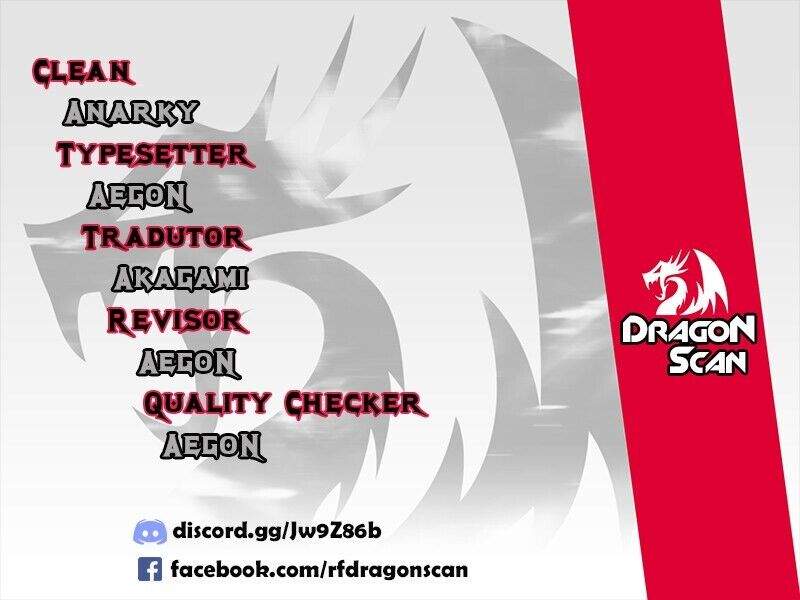 Clean
Anarky
Typesetter
Aegon
Tradutor
Akagami
Revisor
Aegon
Quality Checker
Aegon
discord.gg/Jw9Z86b
facebook.com/rfdragonscan
Dragon
Scan